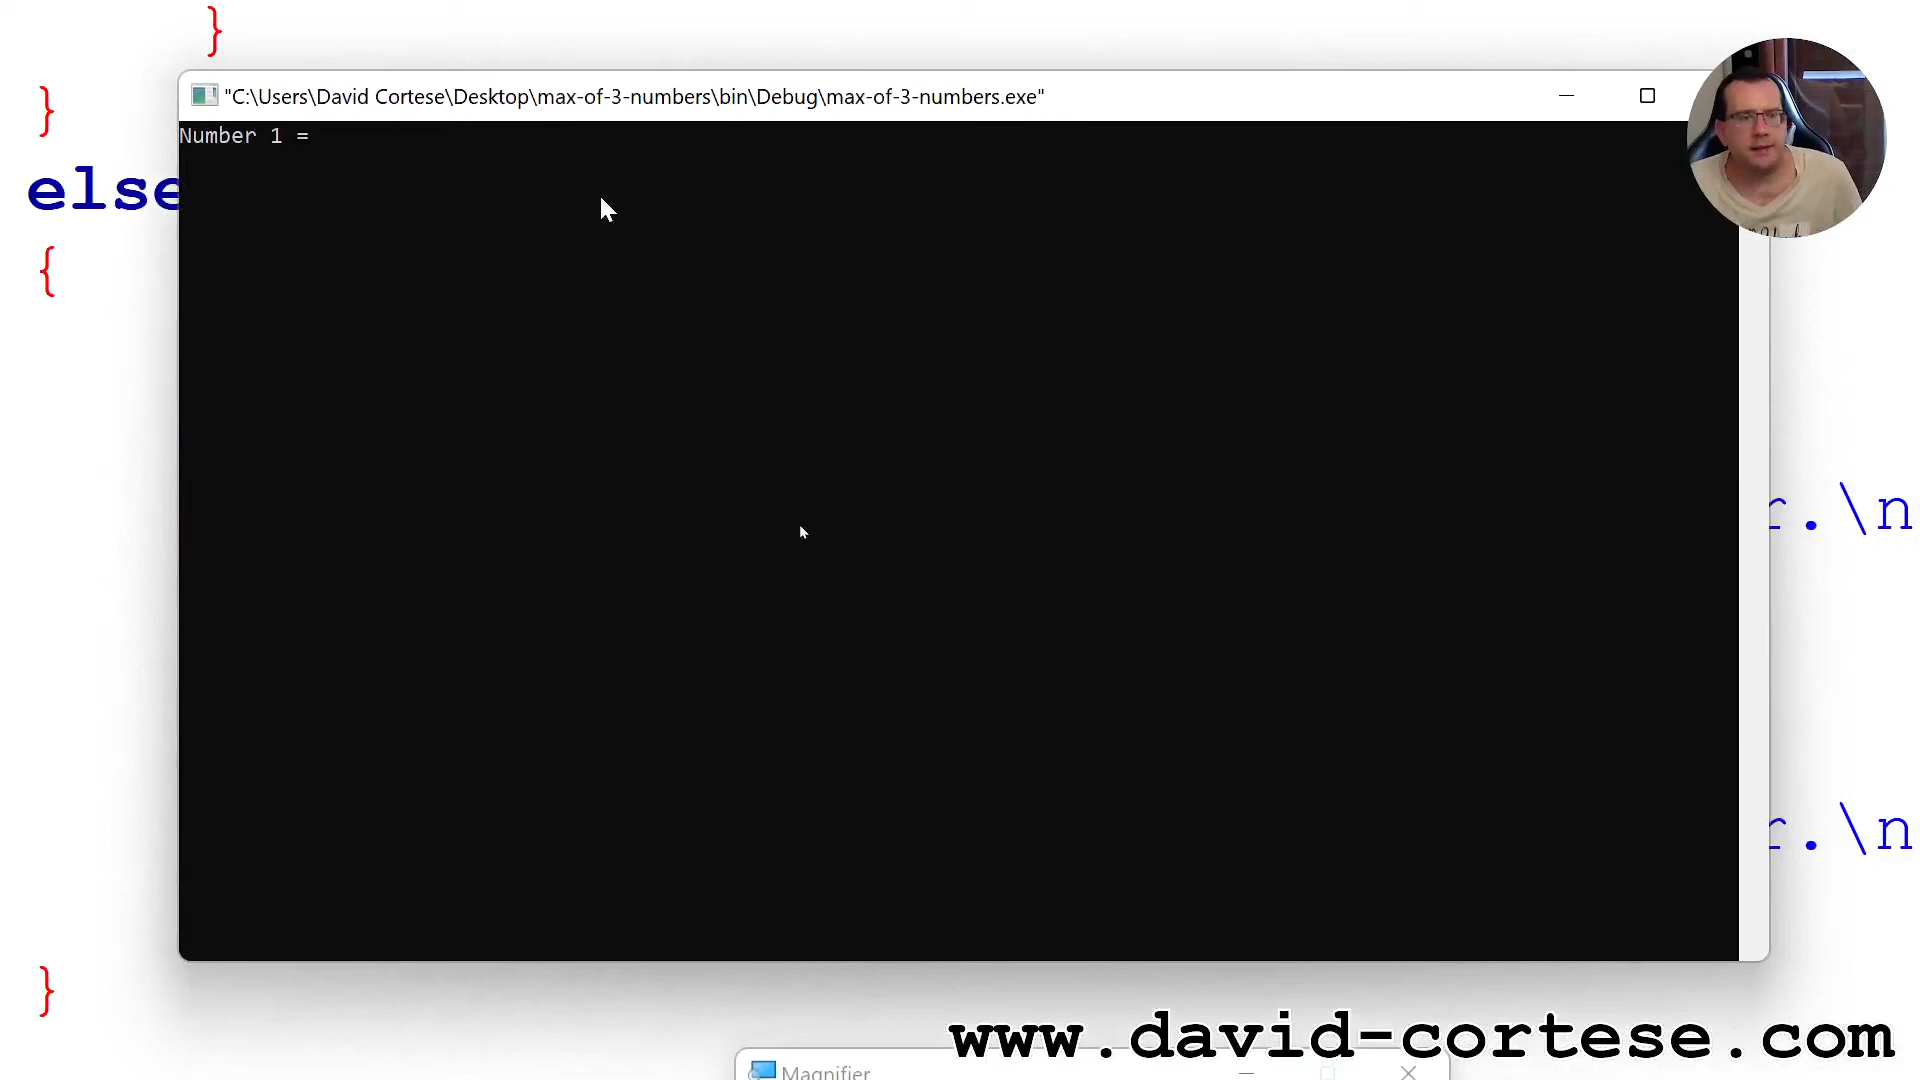 }
"C:\Users\David Cortese\Desktop\max-of-3-numbers\bin\Debug\max-of-3-numbers.exe"
}
Number 1 =
else
{
r.\n
r.\n
}
www.david-cortese.com
Magnifier